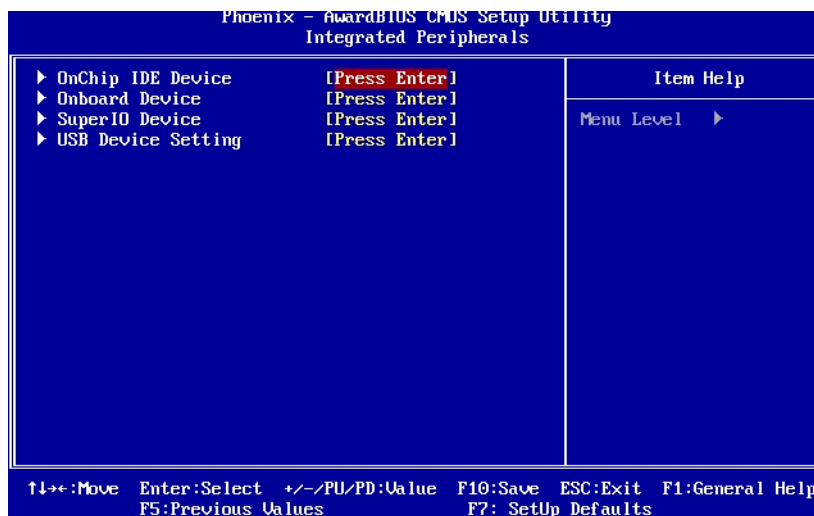 Phoenix - AwardBIOS CMOS Setup Utility
Integrated Peripherals
▶ OnChip IDE Device [Press Enter]
▶ Onboard Device [Press Enter]
▶ SuperIO Device [Press Enter]
▶ USB Device Setting [Press Enter]
Item Help
Menu Level ▶
↑↓→←:Move Enter:Select +/-/PU/PD:Value F10:Save ESC:Exit F1:General Help
F5:Previous Values F7: SetUp Defaults